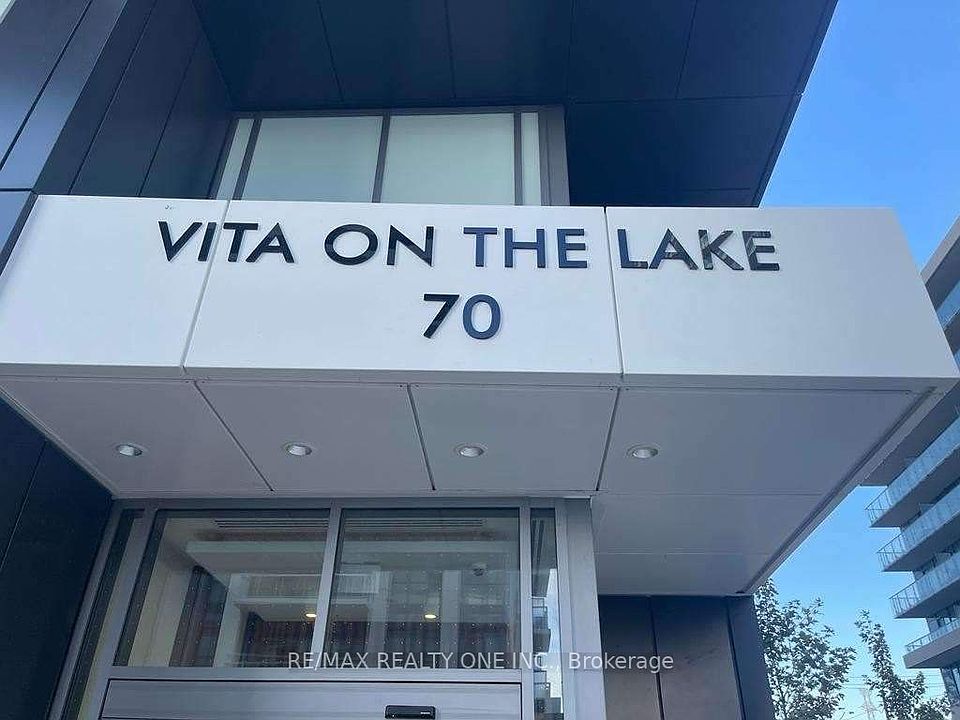 VITA ON THE LAKE
70
RE/MAX REALTY ONE INC., Brokerage